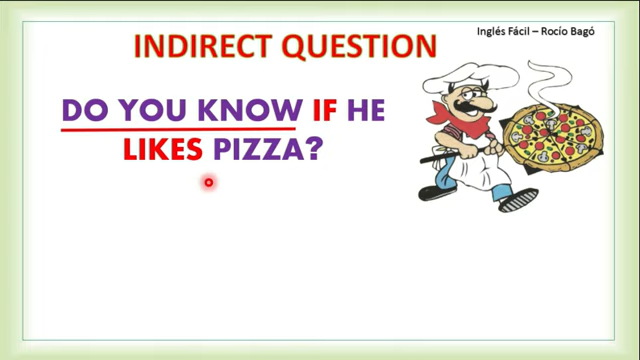 Inglés Fácil – Rocío Bagó
INDIRECT QUESTION
DO YOU KNOW IF HE
LIKES PIZZA?